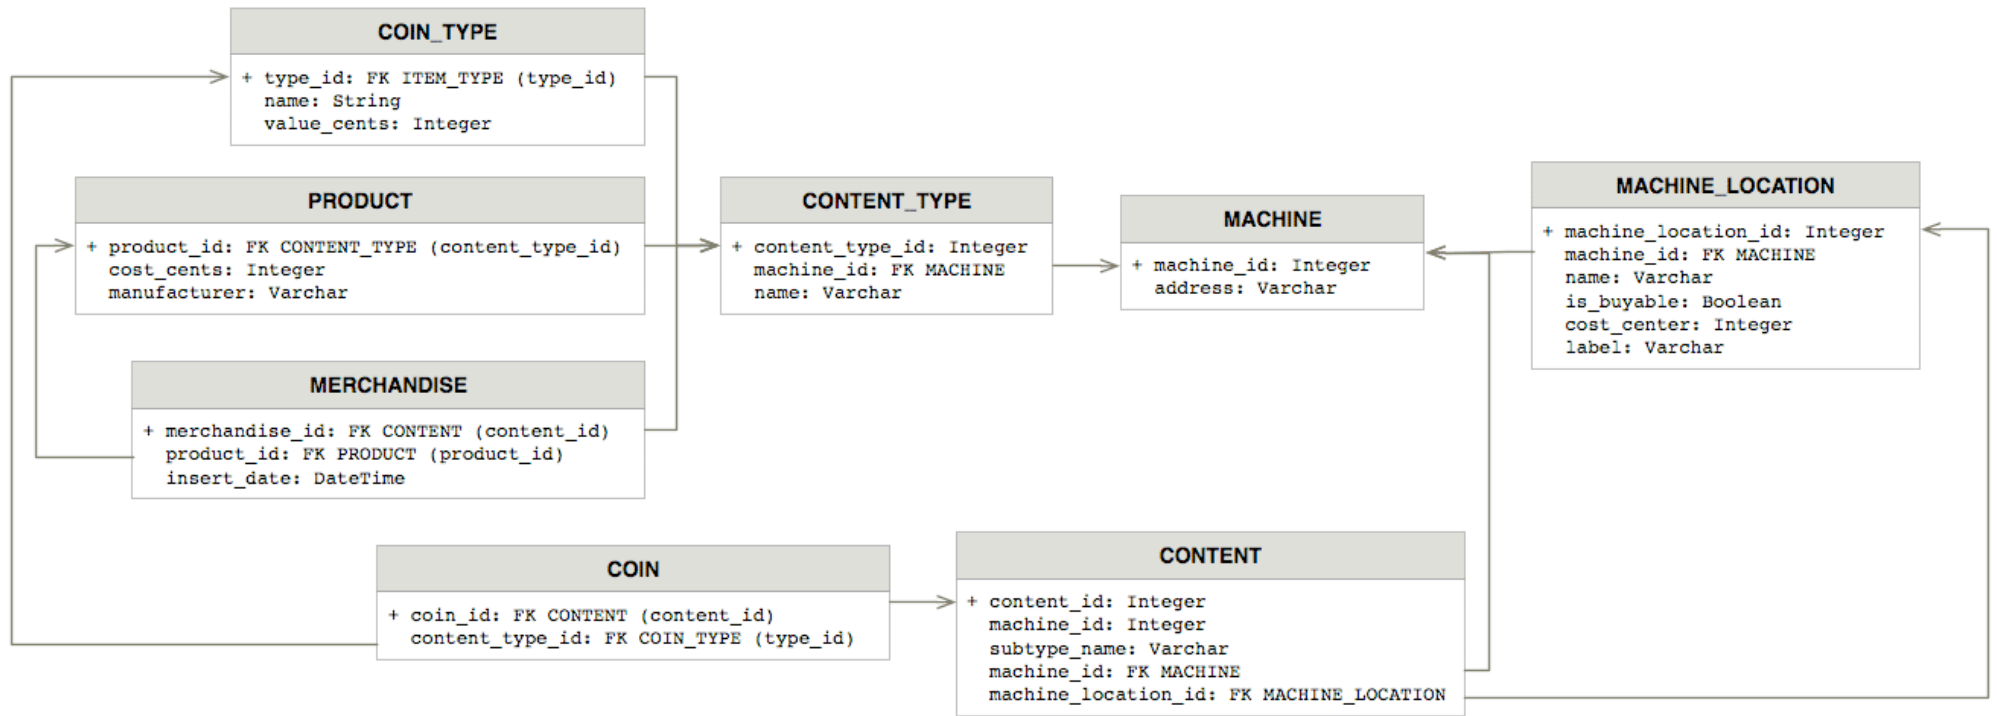 COIN_TYPE
+ type_id: FK ITEM_TYPE (type_id)
name: String
value_cents: Integer
PRODUCT
+ product_id: FK CONTENT_TYPE (content_type_id)
cost_cents: Integer
manufacturer: Varchar
MERCHANDISE
+ merchandise_id: FK CONTENT (content_id)
product_id: FK PRODUCT (product_id)
insert_date: DateTime
CONTENT_TYPE
+ content_type_id: Integer
machine_id: FK MACHINE
name: Varchar
MACHINE
+ machine_id: Integer
address: Varchar
MACHINE_LOCATION
+ machine_location_id: Integer
machine_id: FK MACHINE
name: Varchar
is_buyable: Boolean
cost_center: Integer
label: Varchar
COIN
+ coin_id: FK CONTENT (content_id)
content_type_id: FK COIN_TYPE (type_id)
CONTENT
+ content_id: Integer
machine_id: Integer
subtype_name: Varchar
machine_id: FK MACHINE
machine_location_id: FK MACHINE_LOCATION